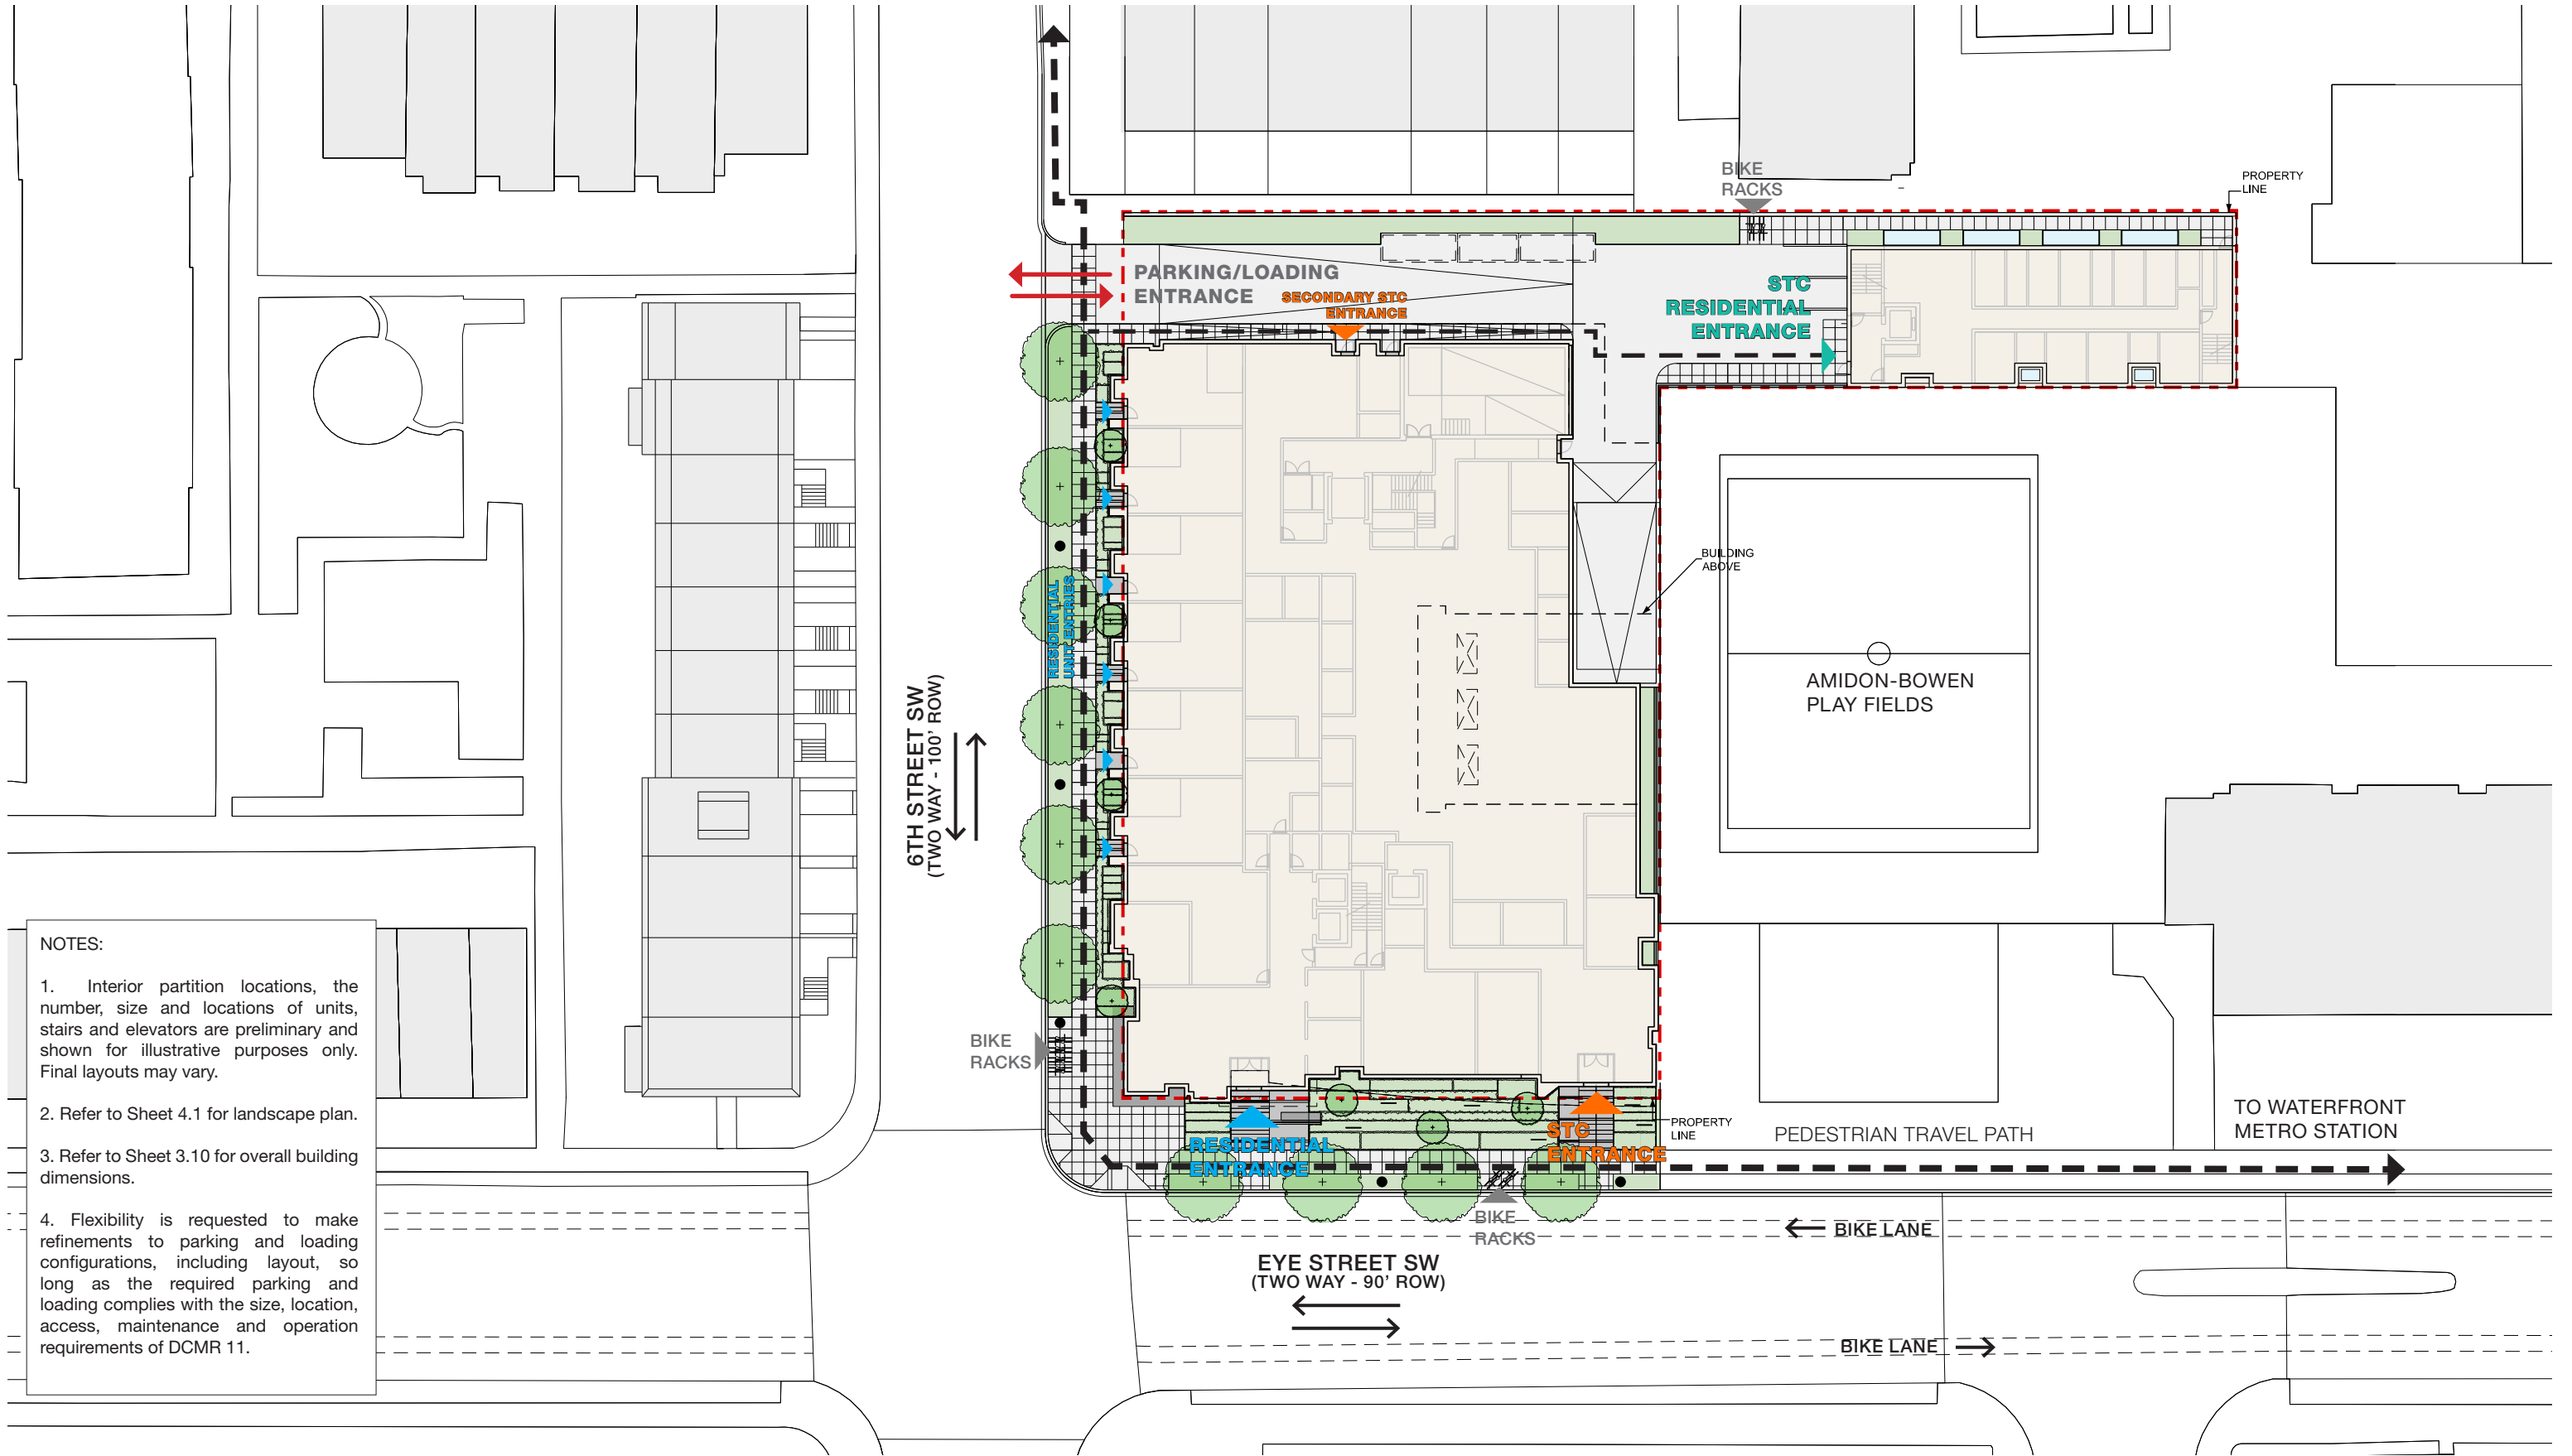 BIKE
RACKS
PROPERTY
LINE
PARKING/LOADING
ENTRANCE
SECONDARY STC
ENTRANCE
STC
RESIDENTIAL
ENTRANCE
BUILDING
ABOVE
RESIDENTIAL
UNIT ENTRIES
6TH STREET SW
(TWO WAY - 100' ROW)
AMIDON-BOWEN
PLAY FIELDS
NOTES:
1. Interior partition locations, the
number, size and locations of units,
stairs and elevators are preliminary and
shown for illustrative purposes only.
Final layouts may vary.
2. Refer to Sheet 4.1 for landscape plan.
3. Refer to Sheet 3.10 for overall building
dimensions.
4. Flexibility is requested to make
refinements to parking and loading
configurations, including layout, so
long as the required parking and
loading complies with the size, location,
access, maintenance and operation
requirements of DCMR 11.
BIKE
RACKS
RESIDENTIAL
ENTRANCE
STC
ENTRANCE
PROPERTY
LINE
PEDESTRIAN TRAVEL PATH
TO WATERFRONT
METRO STATION
BIKE
RACKS
BIKE LANE
EYE STREET SW
(TWO WAY - 90' ROW)
BIKE LANE